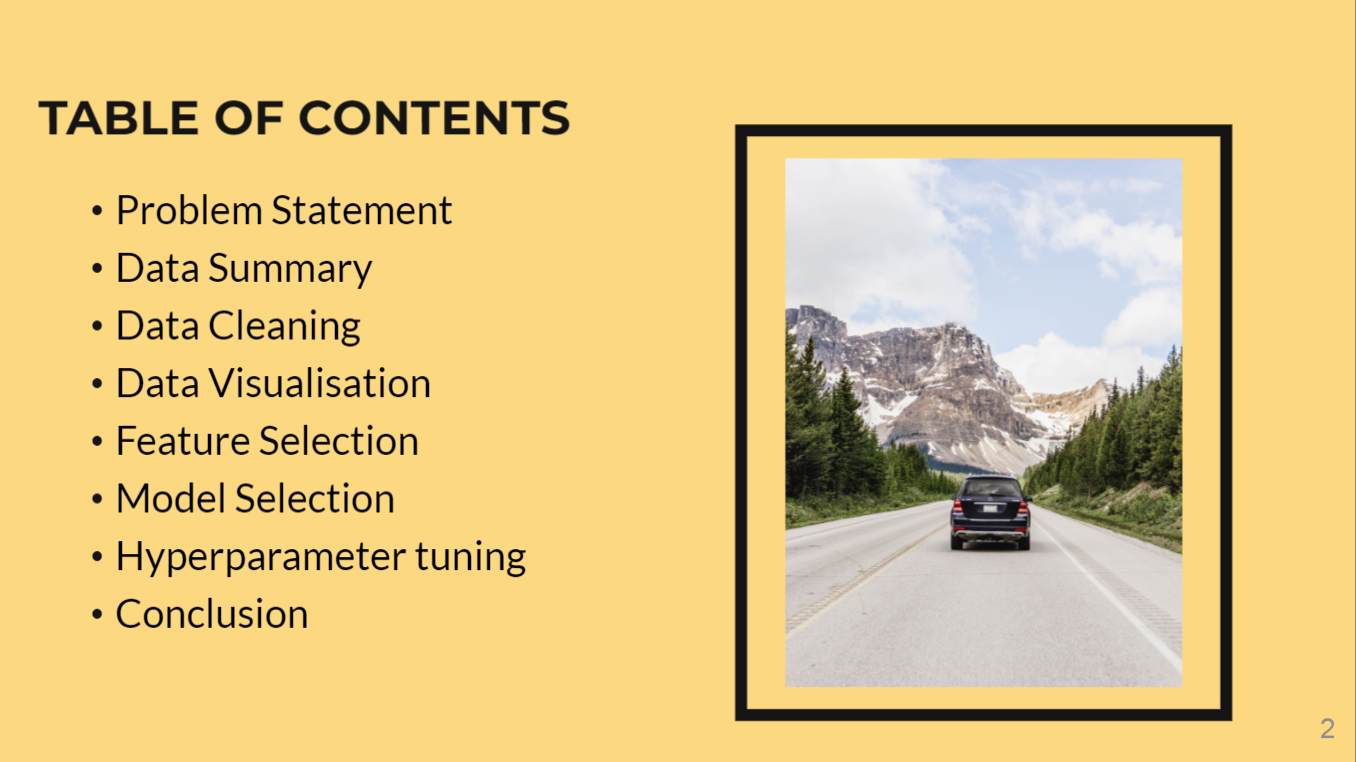 TABLE OF CONTENTS
• Problem Statement
• Data Summary
• Data Cleaning
• Data Visualisation
• Feature Selection
• Model Selection
• Hyperparameter tuning
• Conclusion
2